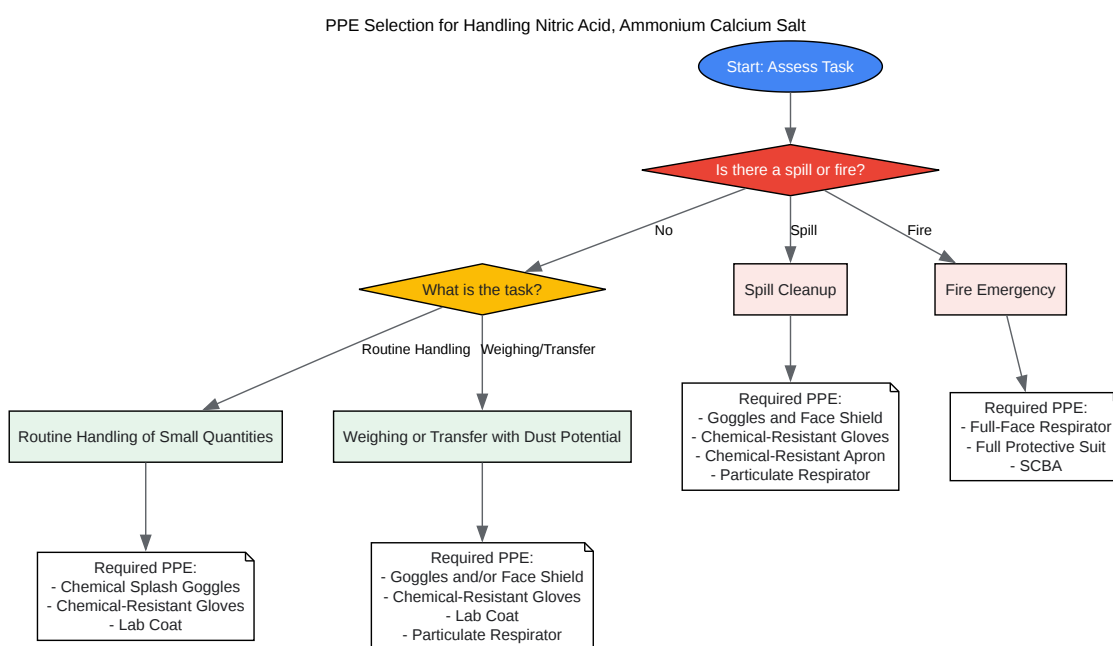 PPE Selection for Handling Nitric Acid, Ammonium Calcium Salt
Start: Assess Task
Is there a spill or fire?
No
Spill
Fire
What is the task?
Spill Cleanup
Fire Emergency
Routine Handling
Weighing/Transfer
Routine Handling of Small Quantities
Weighing or Transfer with Dust Potential
Required PPE:
- Goggles and Face Shield
- Chemical-Resistant Gloves
- Chemical-Resistant Apron
- Particulate Respirator
Required PPE:
- Full-Face Respirator
- Full Protective Suit
- SCBA
Required PPE:
- Chemical Splash Goggles
- Chemical-Resistant Gloves
- Lab Coat
Required PPE:
- Goggles and/or Face Shield
- Chemical-Resistant Gloves
- Lab Coat
- Particulate Respirator